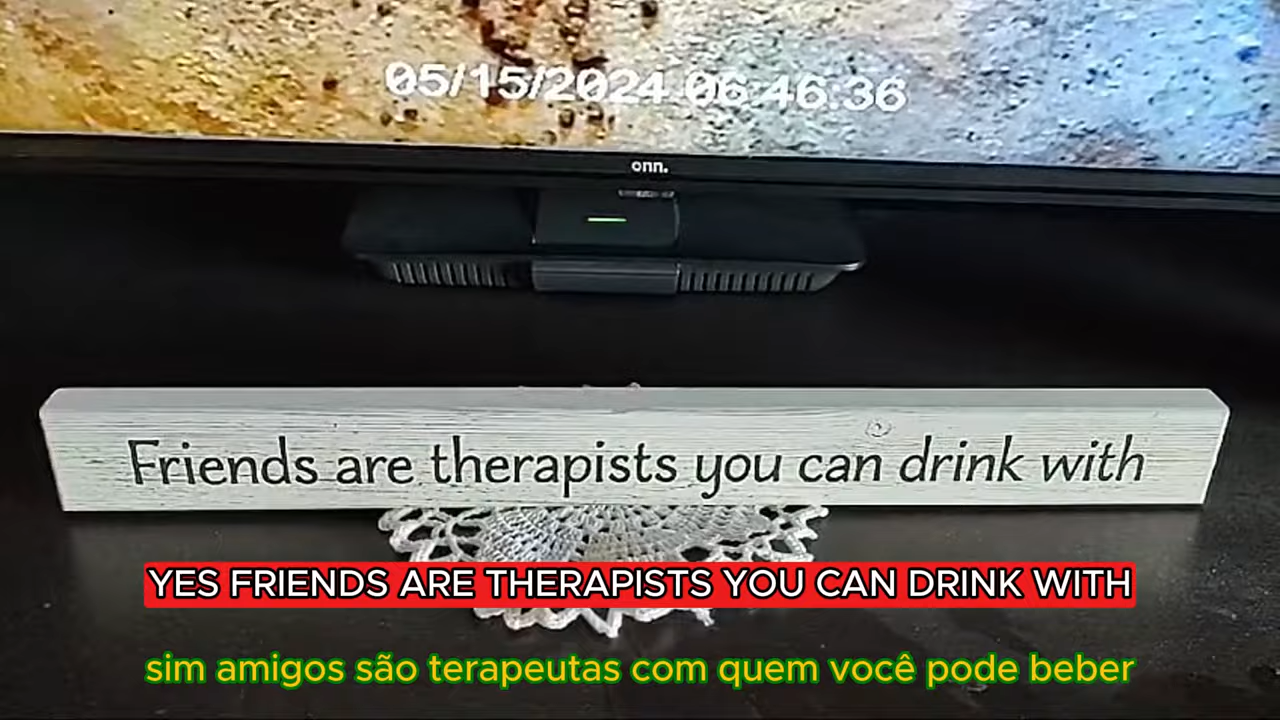 05/15/2024 06:46:36
onn.
Friends are therapists you can drink with
YES FRIENDS ARE THERAPISTS YOU CAN DRINK WITH
sim amigos são terapeutas com quem você pode beber